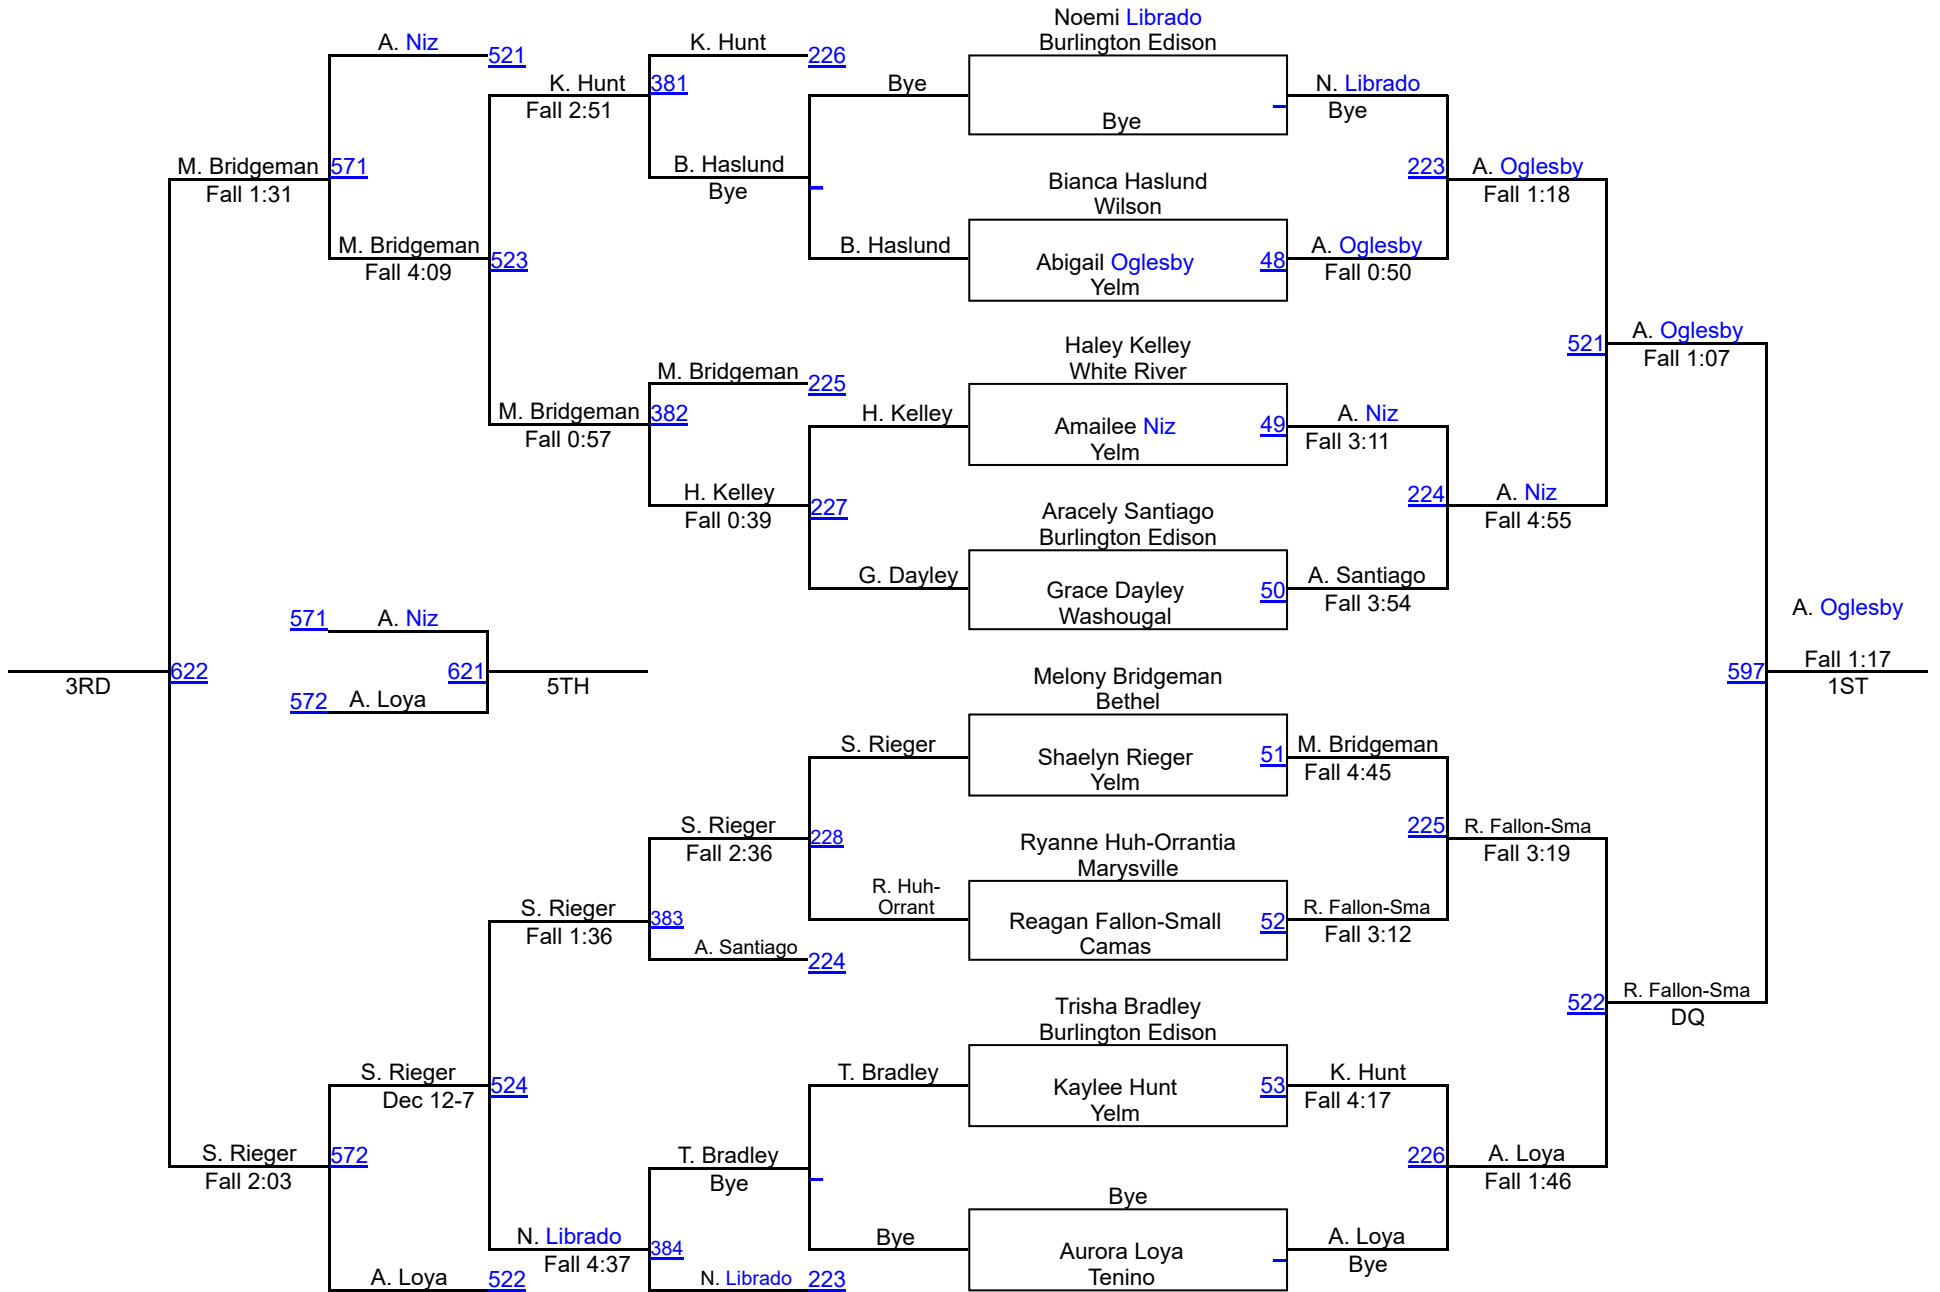 Noemi Librado
Burlington Edison
A. Niz
521
K. Hunt
226
K. Hunt
381
Fall 2:51
Bye
N. Librado
Bye
Bye
M. Bridgeman
571
Fall 1:31
B. Haslund
Bye
Bianca Haslund
Wilson
223
A. Oglesby
Fall 1:18
M. Bridgeman
Fall 4:09
523
B. Haslund
Abigail Oglesby
Yelm
48
A. Oglesby
Fall 0:50
Haley Kelley
White River
521
A. Oglesby
Fall 1:07
M. Bridgeman
225
M. Bridgeman
382
Fall 0:57
H. Kelley
Amailee Niz
Yelm
49
A. Niz
Fall 3:11
H. Kelley
Fall 0:39
227
Aracely Santiago
Burlington Edison
224
A. Niz
Fall 4:55
G. Dayley
Grace Dayley
Washougal
50
A. Santiago
Fall 3:54
571
A. Niz
A. Oglesby
3RD
622
621
5TH
597
Fall 1:17
1ST
572
A. Loya
Melony Bridgeman
Bethel
S. Rieger
Shaelyn Rieger
Yelm
51
M. Bridgeman
Fall 4:45
S. Rieger
Fall 2:36
228
Ryanne Huh-Orrantia
Marysville
225
R. Fallon-Sma
Fall 3:19
R. Huh-
Orrant
S. Rieger
Fall 1:36
383
Reagan Fallon-Small
Camas
52
R. Fallon-Sma
Fall 3:12
A. Santiago
224
Trisha Bradley
Burlington Edison
522
R. Fallon-Sma
DQ
S. Rieger
Dec 12-7
524
T. Bradley
Kaylee Hunt
Yelm
53
K. Hunt
Fall 4:17
S. Rieger
Fall 2:03
572
T. Bradley
Bye
226
A. Loya
Fall 1:46
Bye
N. Librado
Fall 4:37
384
Bye
Aurora Loya
Tenino
A. Loya
Bye
A. Loya
522
N. Librado
223